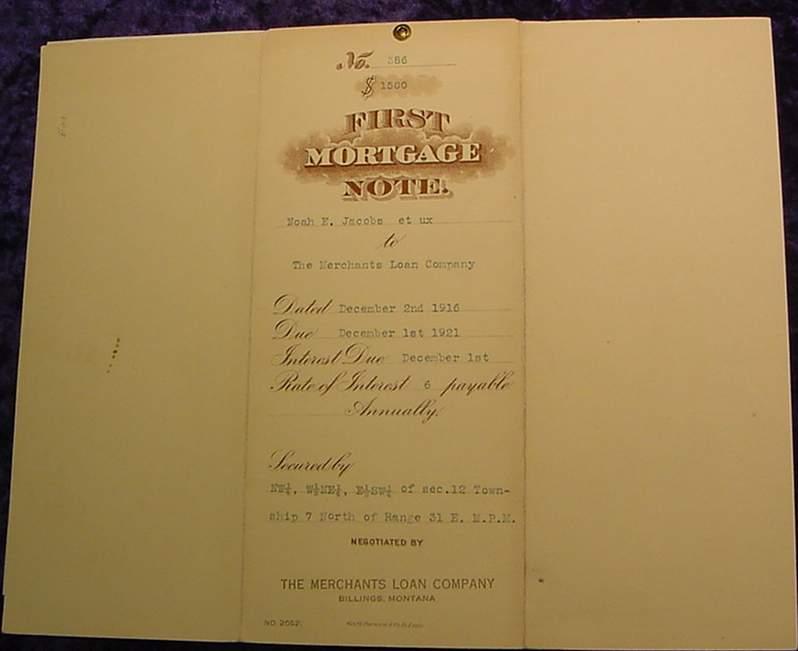 No. 386
$ 1500
FIRST
MORTGAGE
NOTE.
Noah E. Jacobs et ux
to
The Merchants Loan Company
Dated December 2nd 1916
Due December 1st 1921
Interest Due December 1st
Rate of Interest 6 payable
Annually.
Secured by
NW¼, W½NE¼, E½SW¼ of sec.12 Town-
ship 7 North of Range 31 E. M.P.M.
NEGOTIATED BY
THE MERCHANTS LOAN COMPANY
BILLINGS, MONTANA
NO. 2052.